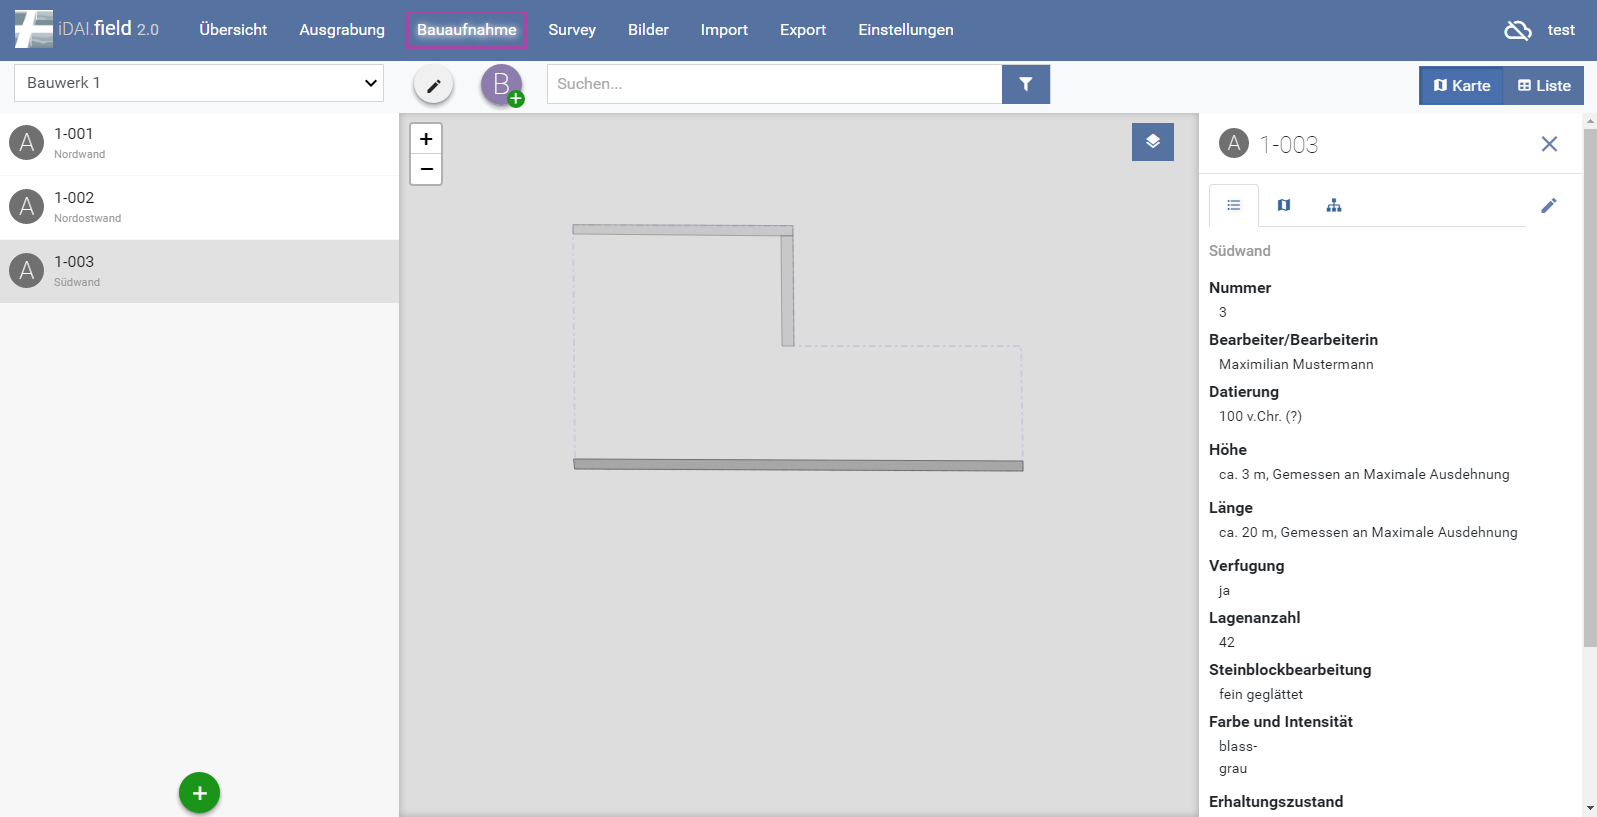 iDAI.field 2.0
Übersicht
Ausgrabung
Bauaufnahme
Survey
Bilder
Import
Export
Einstellungen
test
Bauwerk 1
B
Suchen...
Karte
Liste
A
1-001
Nordwand
A
1-002
Nordostwand
A
1-003
Südwand
+
−
A
1-003
Südwand
Nummer
3
Bearbeiter/Bearbeiterin
Maximilian Mustermann
Datierung
100 v.Chr. (?)
Höhe
ca. 3 m, Gemessen an Maximale Ausdehnung
Länge
ca. 20 m, Gemessen an Maximale Ausdehnung
Verfugung
ja
Lagenanzahl
42
Steinblockbearbeitung
fein geglättet
Farbe und Intensität
blass-
grau
Erhaltungszustand